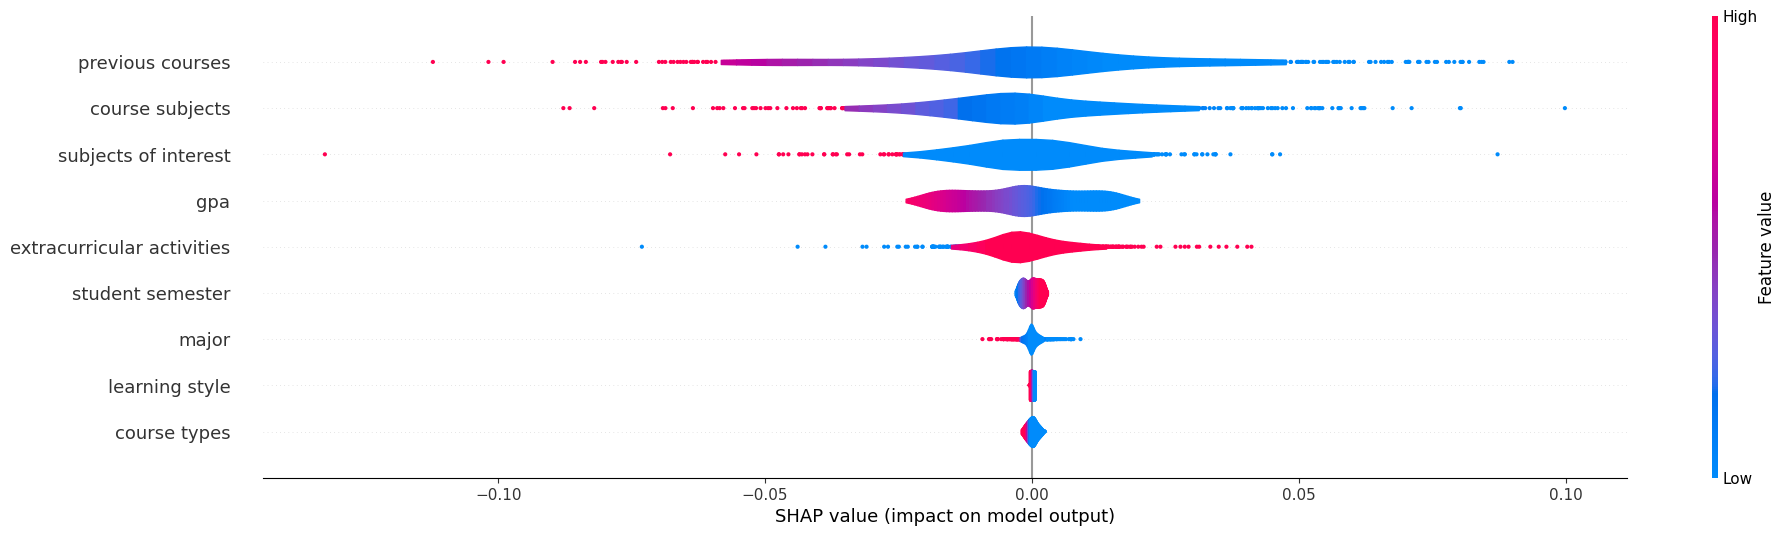 previous courses
course subjects
subjects of interest
gpa
extracurricular activities
student semester
major
learning style
course types
−0.10 −0.05 0.00 0.05 0.10
SHAP value (impact on model output)
High
Feature value
Low